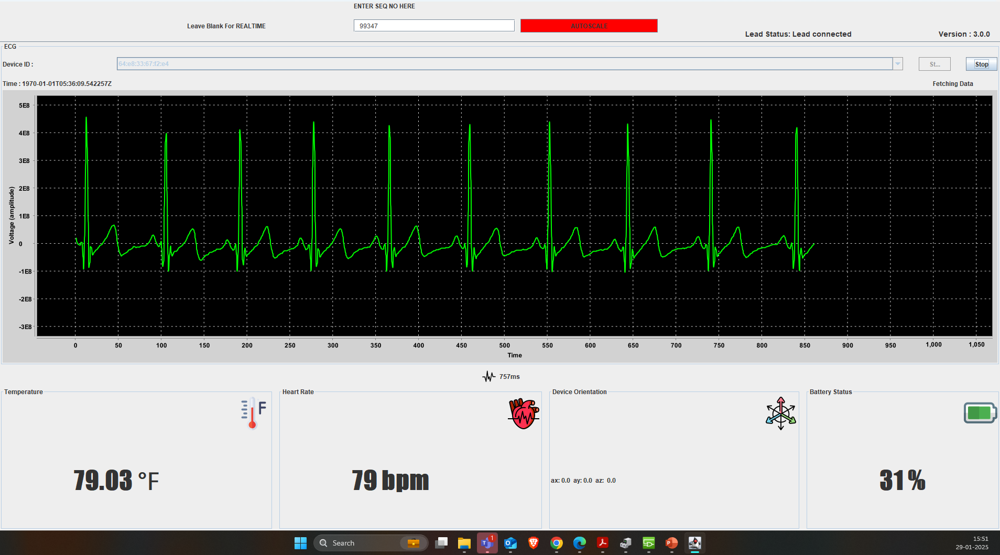 ENTER SEQ NO HERE
Leave Blank For REALTIME
99347
AUTOSCALE
Lead Status: Lead connected
Version : 3.0.0
ECG
Device ID :
64:e8:33:67:f2:e4
St...
Stop
Time : 1970-01-01T05:36:09.542257Z
Fetching Data
Voltage (amplitude)
5E8
4E8
3E8
2E8
1E8
0
-1E8
-2E8
-3E8
0 50 100 150 200 250 300 350 400 450 500 550 600 650 700 750 800 850 900 950 1,000 1,050
Time
757ms
Temperature
F
79.03 °F
Heart Rate
79 bpm
Device Orientation
ax: 0.0 ay: 0.0 az: 0.0
Battery Status
31 %
Search
1
15:51
29-01-2025